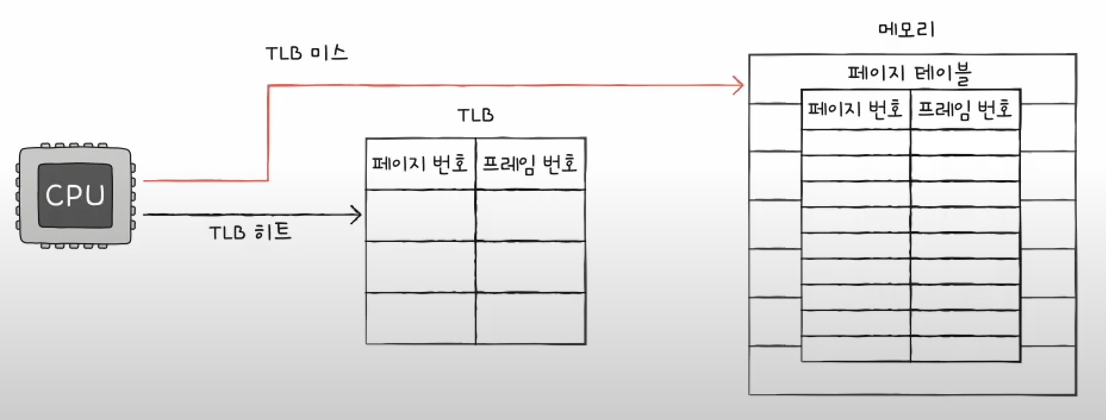 메모리
TLB 미스
페이지 테이블
TLB
페이지 번호 프레임 번호
페이지 번호 프레임 번호
CPU
TLB 히트